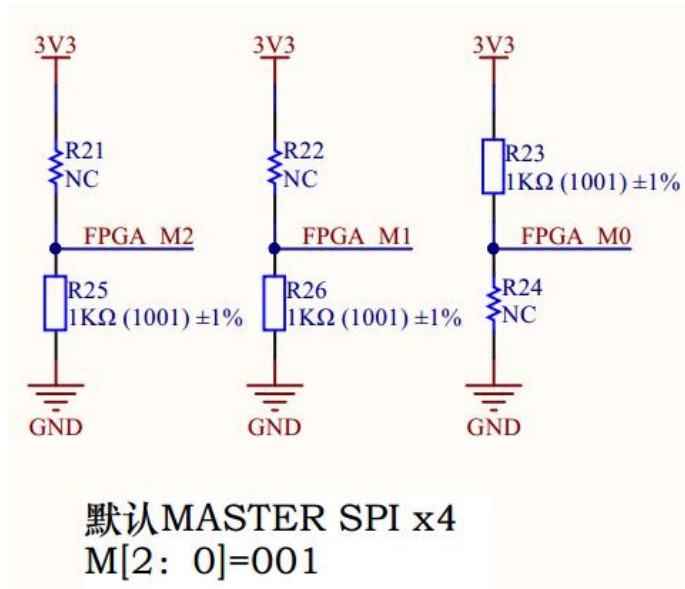 3V3
3V3
3V3
R21
NC
R22
NC
R23
1KΩ (1001) ±1%
FPGA_M2
FPGA_M1
FPGA_M0
R25
1KΩ (1001) ±1%
R26
1KΩ (1001) ±1%
R24
NC
GND
GND
GND
默认MASTER SPI x4
M[2：0]=001